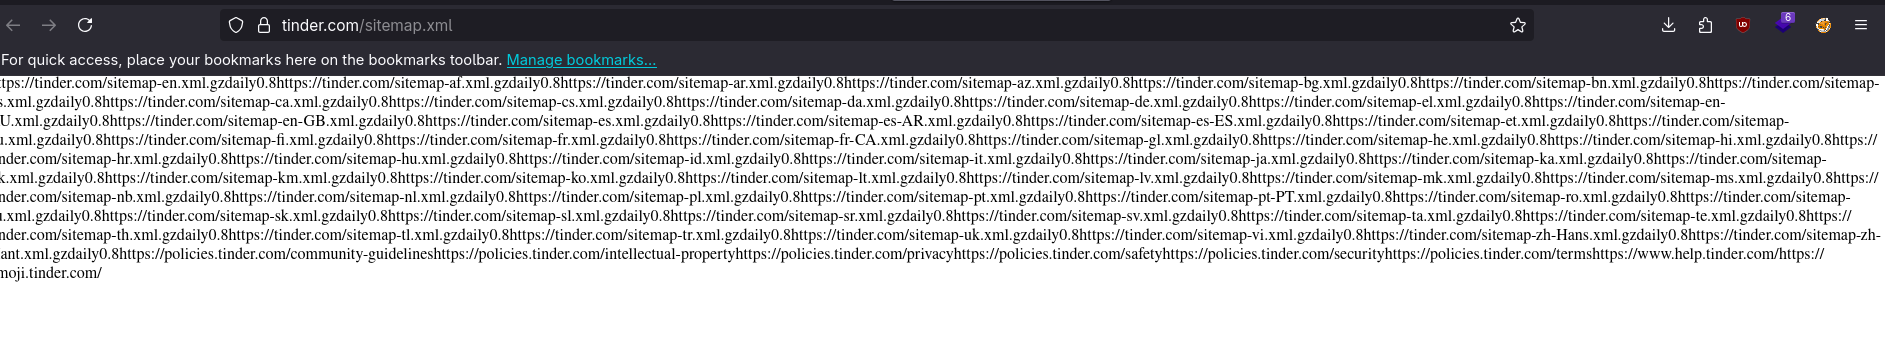 tinder.com/sitemap.xml
6
For quick access, place your bookmarks here on the bookmarks toolbar. Manage bookmarks...
ttps://tinder.com/sitemap-en.xml.gzdaily0.8https://tinder.com/sitemap-af.xml.gzdaily0.8https://tinder.com/sitemap-ar.xml.gzdaily0.8https://tinder.com/sitemap-az.xml.gzdaily0.8https://tinder.com/sitemap-bg.xml.gzdaily0.8https://tinder.com/sitemap-bn.xml.gzdaily0.8https://tinder.com/sitemap-
s.xml.gzdaily0.8https://tinder.com/sitemap-ca.xml.gzdaily0.8https://tinder.com/sitemap-cs.xml.gzdaily0.8https://tinder.com/sitemap-da.xml.gzdaily0.8https://tinder.com/sitemap-de.xml.gzdaily0.8https://tinder.com/sitemap-el.xml.gzdaily0.8https://tinder.com/sitemap-en-
U.xml.gzdaily0.8https://tinder.com/sitemap-en-GB.xml.gzdaily0.8https://tinder.com/sitemap-es.xml.gzdaily0.8https://tinder.com/sitemap-es-AR.xml.gzdaily0.8https://tinder.com/sitemap-es-ES.xml.gzdaily0.8https://tinder.com/sitemap-et.xml.gzdaily0.8https://tinder.com/sitemap-
.xml.gzdaily0.8https://tinder.com/sitemap-fi.xml.gzdaily0.8https://tinder.com/sitemap-fr.xml.gzdaily0.8https://tinder.com/sitemap-fr-CA.xml.gzdaily0.8https://tinder.com/sitemap-gl.xml.gzdaily0.8https://tinder.com/sitemap-he.xml.gzdaily0.8https://tinder.com/sitemap-hi.xml.gzdaily0.8https://
nder.com/sitemap-hr.xml.gzdaily0.8https://tinder.com/sitemap-hu.xml.gzdaily0.8https://tinder.com/sitemap-id.xml.gzdaily0.8https://tinder.com/sitemap-it.xml.gzdaily0.8https://tinder.com/sitemap-ja.xml.gzdaily0.8https://tinder.com/sitemap-ka.xml.gzdaily0.8https://tinder.com/sitemap-
k.xml.gzdaily0.8https://tinder.com/sitemap-km.xml.gzdaily0.8https://tinder.com/sitemap-ko.xml.gzdaily0.8https://tinder.com/sitemap-lt.xml.gzdaily0.8https://tinder.com/sitemap-lv.xml.gzdaily0.8https://tinder.com/sitemap-mk.xml.gzdaily0.8https://tinder.com/sitemap-ms.xml.gzdaily0.8https://
nder.com/sitemap-nb.xml.gzdaily0.8https://tinder.com/sitemap-nl.xml.gzdaily0.8https://tinder.com/sitemap-pl.xml.gzdaily0.8https://tinder.com/sitemap-pt.xml.gzdaily0.8https://tinder.com/sitemap-pt-PT.xml.gzdaily0.8https://tinder.com/sitemap-ro.xml.gzdaily0.8https://tinder.com/sitemap-
.xml.gzdaily0.8https://tinder.com/sitemap-sk.xml.gzdaily0.8https://tinder.com/sitemap-sl.xml.gzdaily0.8https://tinder.com/sitemap-sr.xml.gzdaily0.8https://tinder.com/sitemap-sv.xml.gzdaily0.8https://tinder.com/sitemap-ta.xml.gzdaily0.8https://tinder.com/sitemap-te.xml.gzdaily0.8https://
nder.com/sitemap-th.xml.gzdaily0.8https://tinder.com/sitemap-tl.xml.gzdaily0.8https://tinder.com/sitemap-tr.xml.gzdaily0.8https://tinder.com/sitemap-uk.xml.gzdaily0.8https://tinder.com/sitemap-vi.xml.gzdaily0.8https://tinder.com/sitemap-zh-Hans.xml.gzdaily0.8https://tinder.com/sitemap-zh-
ant.xml.gzdaily0.8https://policies.tinder.com/community-guidelineshttps://policies.tinder.com/intellectual-propertyhttps://policies.tinder.com/privacyhttps://policies.tinder.com/safetyhttps://policies.tinder.com/securityhttps://policies.tinder.com/termshttps://www.help.tinder.com/https://
moji.tinder.com/